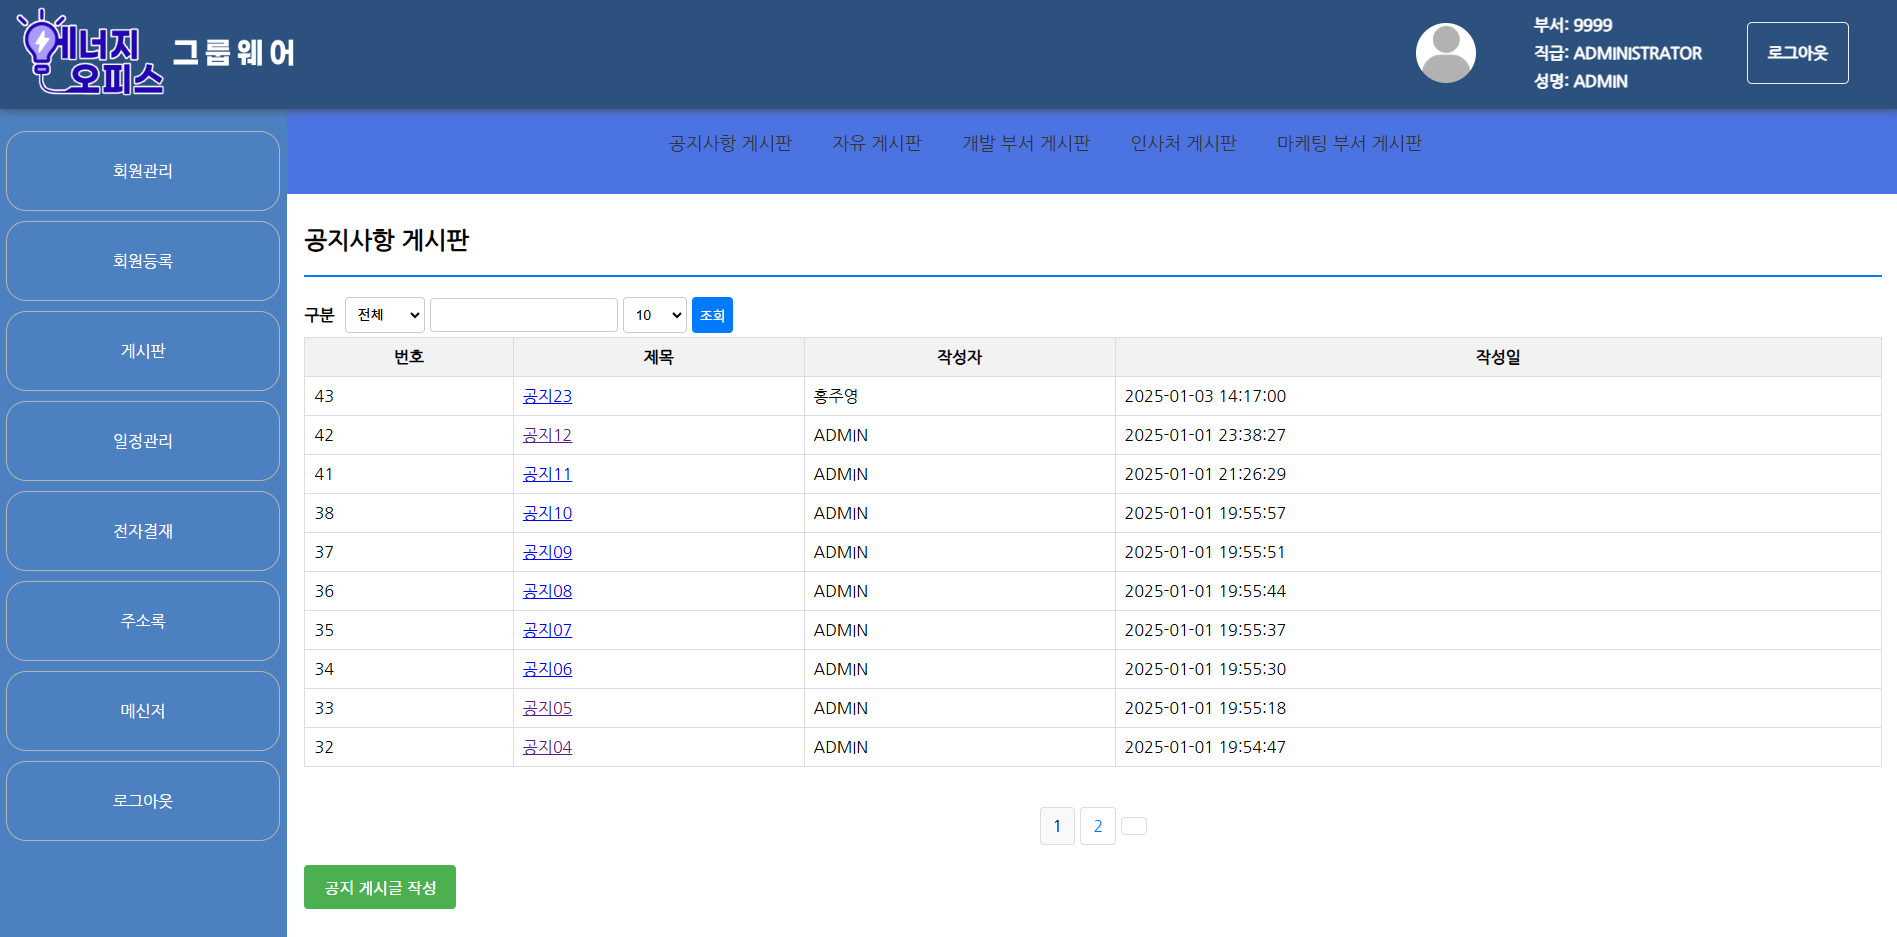 에너지
오피스
그룹웨어
부서: 9999
직급: ADMINISTRATOR
성명: ADMIN
로그아웃
회원관리
회원등록
게시판
일정관리
전자결재
주소록
메신저
로그아웃
공지사항 게시판 자유 게시판 개발 부서 게시판 인사처 게시판 마케팅 부서 게시판
공지사항 게시판
구분 전체 10 조회
번호 제목 작성자 작성일
43 공지23 홍주영 2025-01-03 14:17:00
42 공지12 ADMIN 2025-01-01 23:38:27
41 공지11 ADMIN 2025-01-01 21:26:29
38 공지10 ADMIN 2025-01-01 19:55:57
37 공지09 ADMIN 2025-01-01 19:55:51
36 공지08 ADMIN 2025-01-01 19:55:44
35 공지07 ADMIN 2025-01-01 19:55:37
34 공지06 ADMIN 2025-01-01 19:55:30
33 공지05 ADMIN 2025-01-01 19:55:18
32 공지04 ADMIN 2025-01-01 19:54:47
1 2
공지 게시글 작성